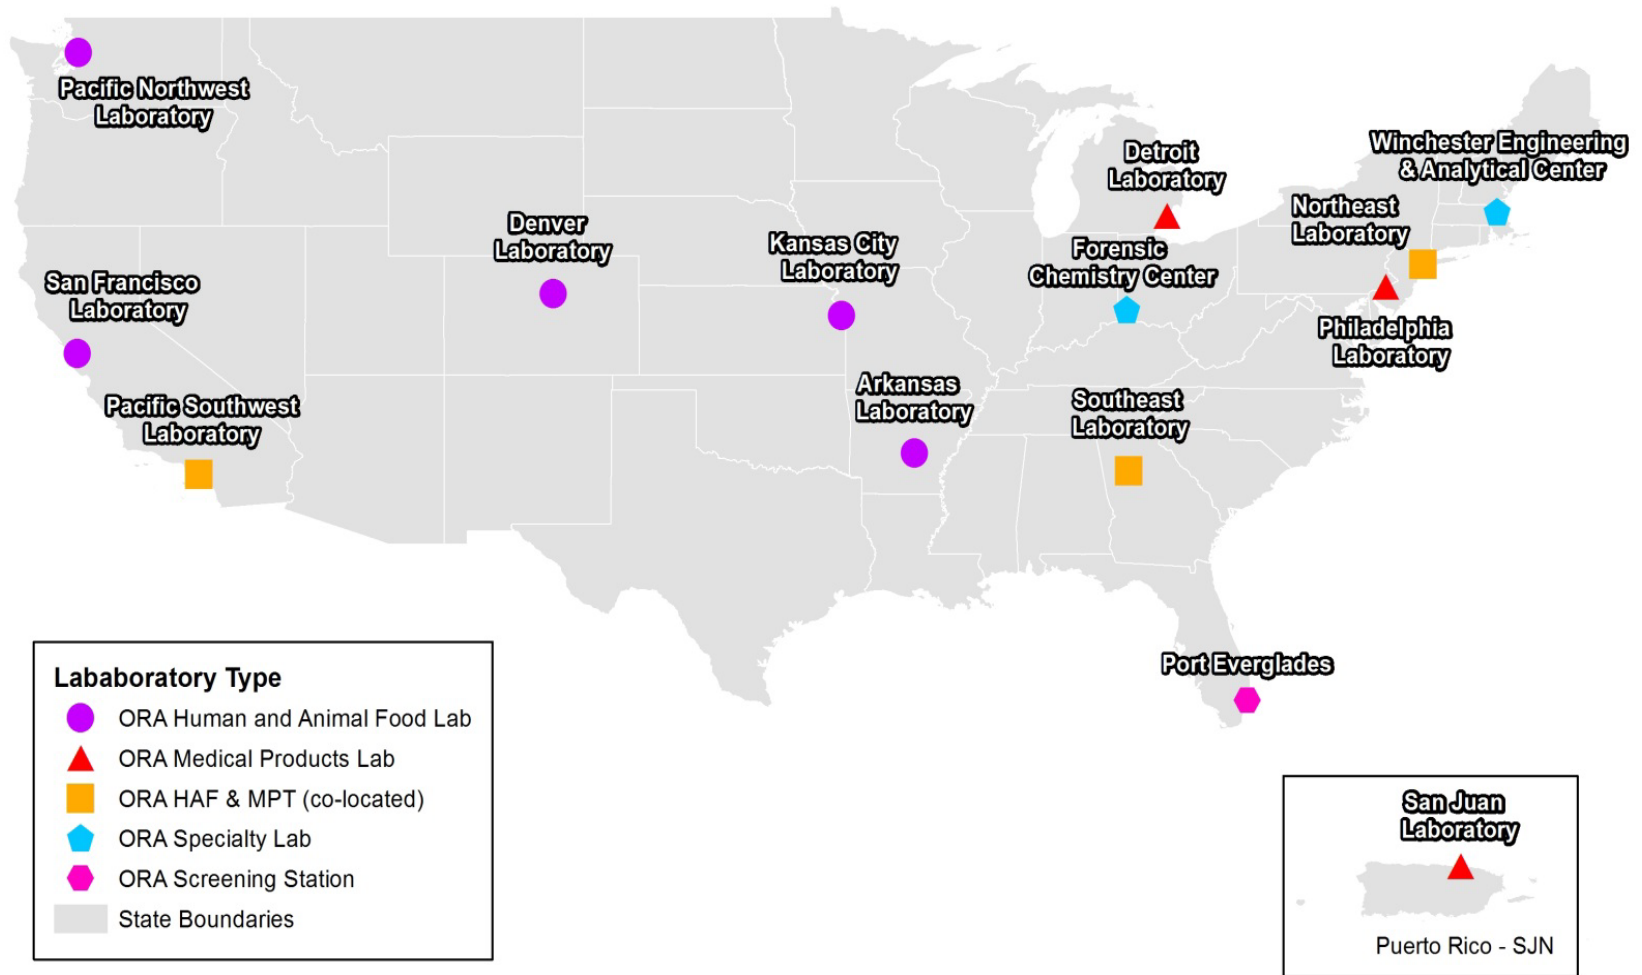 Pacific Northwest
Laboratory
Detroit
Laboratory
Winchester Engineering
& Analytical Center
Northeast
Laboratory
Denver
Laboratory
Kansas City
Laboratory
Forensic
Chemistry Center
San Francisco
Laboratory
Philadelphia
Laboratory
Pacific Southwest
Laboratory
Arkansas
Laboratory
Southeast
Laboratory
Port Everglades
Lababoratory Type
ORA Human and Animal Food Lab
ORA Medical Products Lab
ORA HAF & MPT (co-located)
ORA Specialty Lab
ORA Screening Station
State Boundaries
San Juan
Laboratory
Puerto Rico - SJN